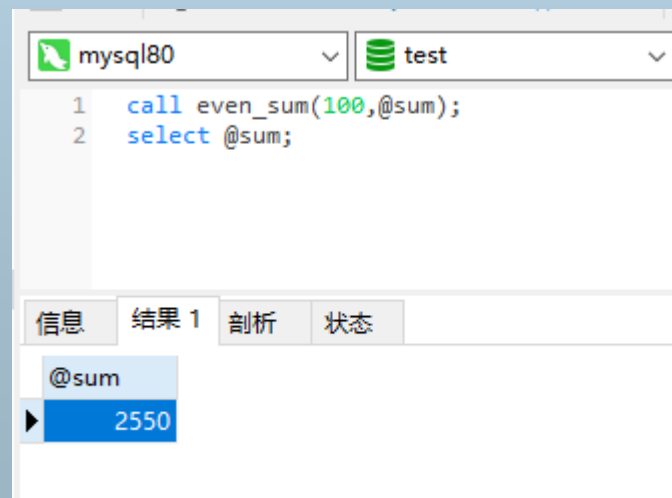 mysql80 test
1 call even_sum(100,@sum);
2 select @sum;
信息 结果 1 剖析 状态
@sum
2550